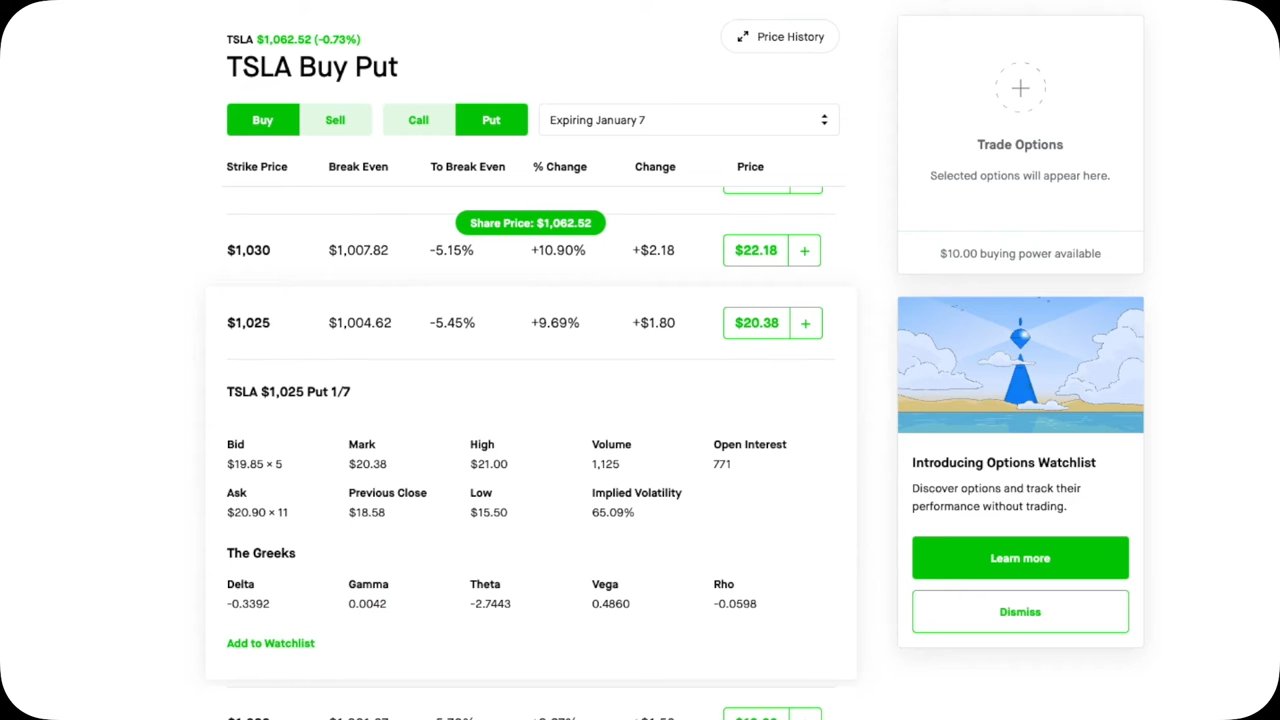 TSLA $1,062.52 (-0.73%)
TSLA Buy Put
Price History
Buy Sell Call Put Expiring January 7
Strike Price Break Even To Break Even % Change Change Price
Share Price: $1,062.52
$1,030 $1,007.82 -5.15% +10.90% +$2.18 $22.18 +
$1,025 $1,004.62 -5.45% +9.69% +$1.80 $20.38 +
TSLA $1,025 Put 1/7
Bid Mark High Volume Open Interest
$19.85 × 5 $20.38 $21.00 1,125 771
Ask Previous Close Low Implied Volatility
$20.90 × 11 $18.58 $15.50 65.09%
The Greeks
Delta Gamma Theta Vega Rho
-0.3392 0.0042 -2.7443 0.4860 -0.0598
Add to Watchlist
Trade Options
Selected options will appear here.
$10.00 buying power available
Introducing Options Watchlist
Discover options and track their
performance without trading.
Learn more
Dismiss